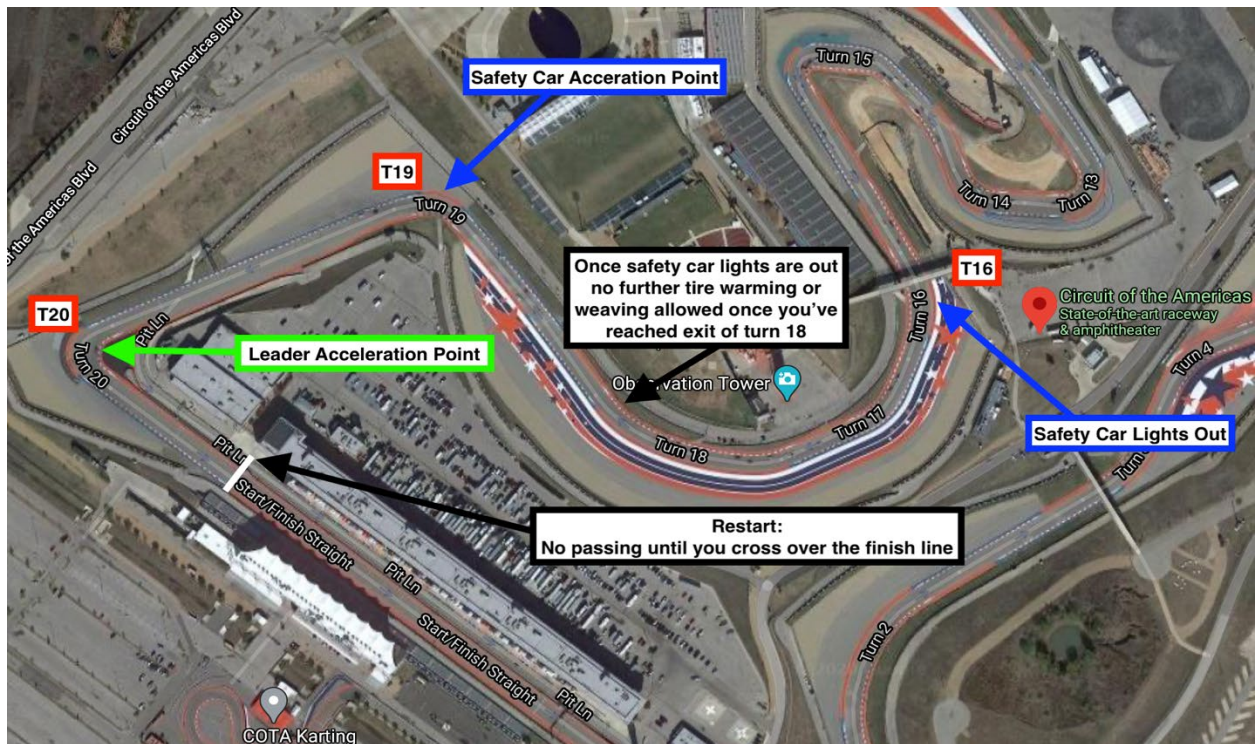 Circuit of the Americas Blvd
of the Americas Blvd
Safety Car Acceration Point
Turn 15
T19
Turn 19
Turn 14
Turn 13
Once safety car lights are out
no further tire warming or
weaving allowed once you've
reached exit of turn 18
T16
Turn 16
Circuit of the Americas
State-of-the-art raceway
& amphitheater
T20
Pit Ln
Leader Acceleration Point
Turn 20
Observation Tower
Turn 4
Turn 17
Turn 18
Safety Car Lights Out
Pit Ln
Start/Finish Straight
Restart:
No passing until you cross over the finish line
Pit Ln
Start/Finish Straight
Turn 2
Pit Ln
COTA Karting